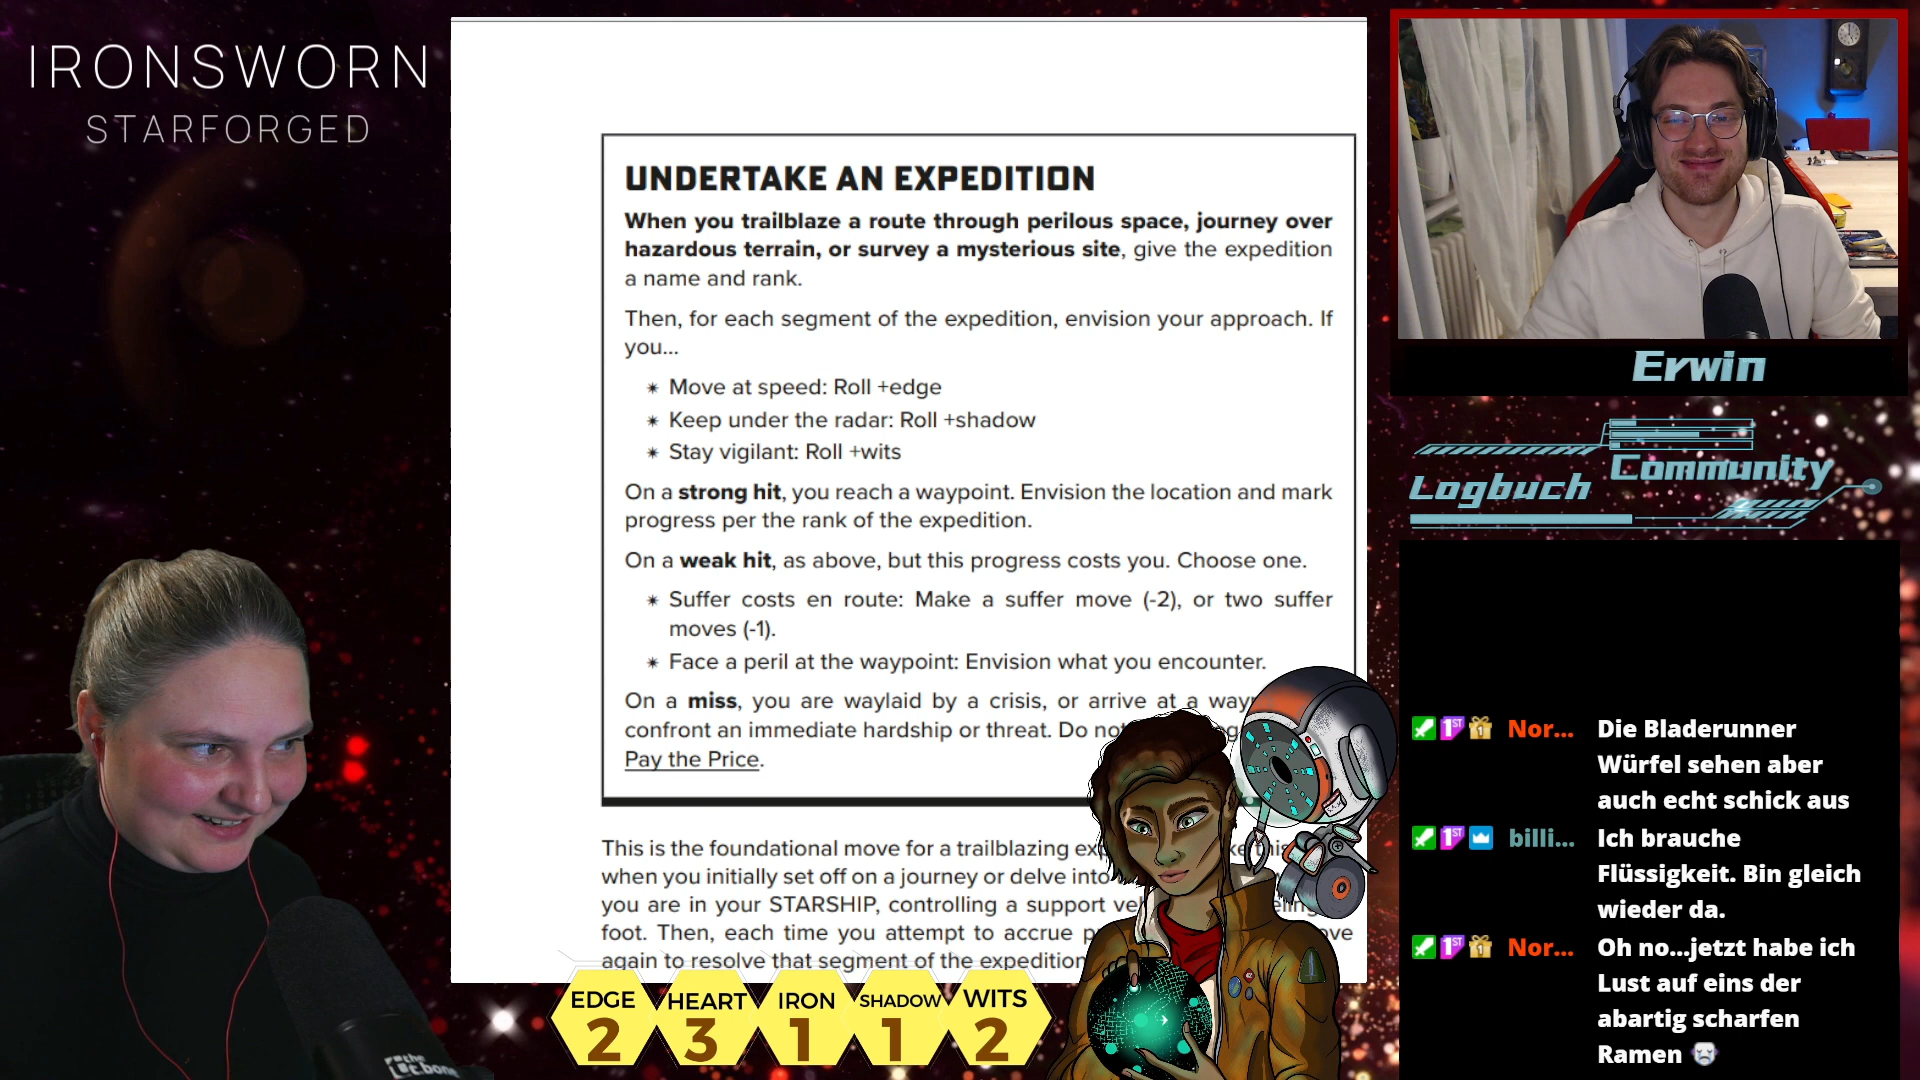 IRONSWORN
STARFORGED
UNDERTAKE AN EXPEDITION
When you trailblaze a route through perilous space, journey over
hazardous terrain, or survey a mysterious site, give the expedition
a name and rank.
Then, for each segment of the expedition, envision your approach. If
you...
✴ Move at speed: Roll +edge
✴ Keep under the radar: Roll +shadow
✴ Stay vigilant: Roll +wits
On a strong hit, you reach a waypoint. Envision the location and mark
progress per the rank of the expedition.
On a weak hit, as above, but this progress costs you. Choose one.
✴ Suffer costs en route: Make a suffer move (-2), or two suffer
moves (-1).
✴ Face a peril at the waypoint: Envision what you encounter.
On a miss, you are waylaid by a crisis, or arrive at a
confront an immediate hardship or threat. Do
Pay the Price.
This is the foundational move for a trailblazing
when you initially set off on a journey or delve into
you are in your STARSHIP, controlling a support
foot. Then, each time you attempt to accrue
again to resolve that segment of the expedition
EDGE
2
HEART
3
IRON
1
SHADOW
1
WITS
2
Erwin
Logbuch Community
Nor... Die Bladerunner
Würfel sehen aber
auch echt schick aus
billi... Ich brauche
Flüssigkeit. Bin gleich
wieder da.
Nor... Oh no...jetzt habe ich
Lust auf eins der
abartig scharfen
Ramen